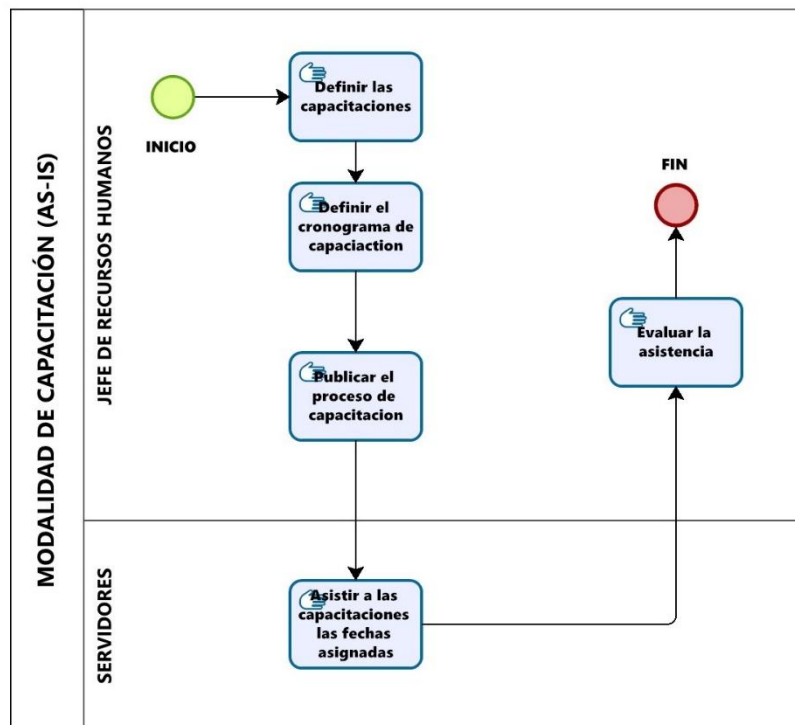 MODALIDAD DE CAPACITACIÓN (AS-IS)
JEFE DE RECURSOS HUMANOS
INICIO
Definir las
capacitaciones
Definir el
cronograma de
capaciaction
Publicar el
proceso de
capacitacion
FIN
Evaluar la
asistencia
SERVIDORES
Asistir a las
capacitaciones
las fechas
asignadas